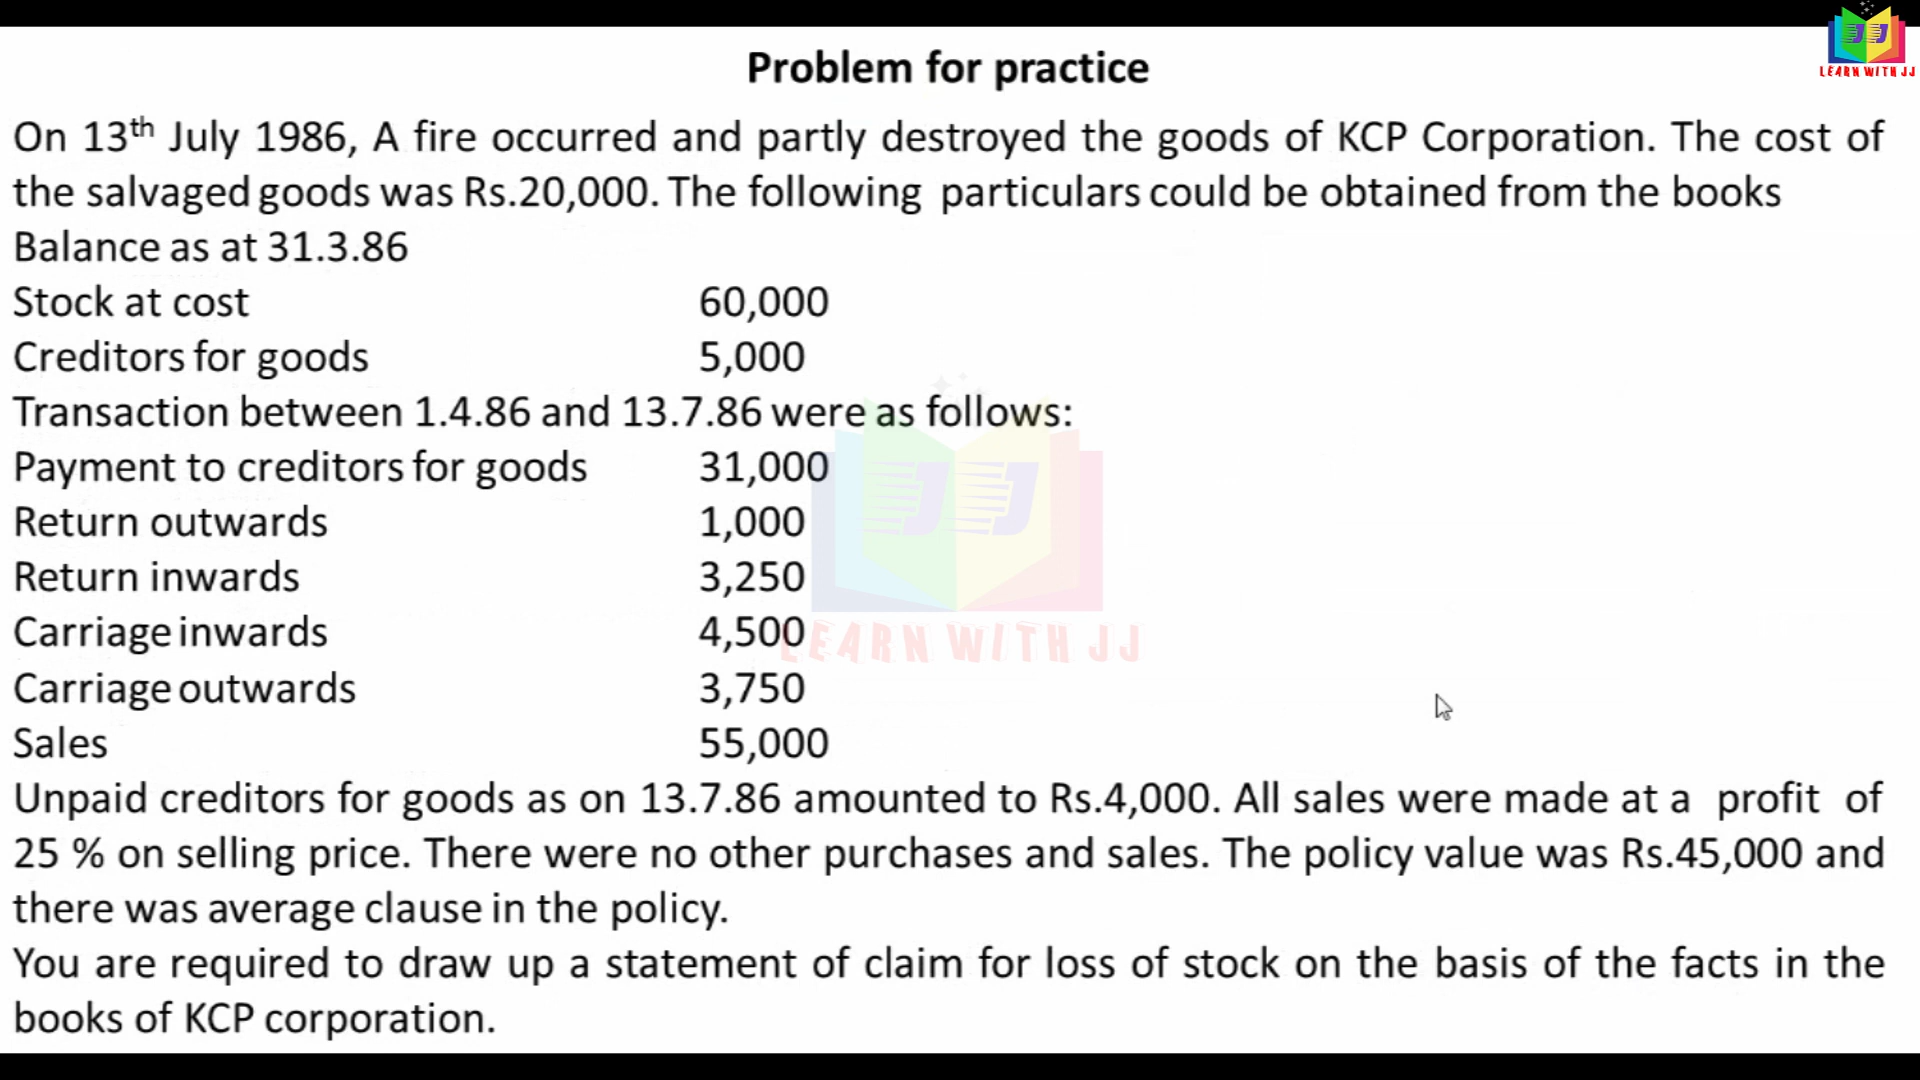 LEARN WITH JJ
Problem for practice
On 13th July 1986, A fire occurred and partly destroyed the goods of KCP Corporation. The cost of
the salvaged goods was Rs.20,000. The following particulars could be obtained from the books
Balance as at 31.3.86
Stock at cost 60,000
Creditors for goods 5,000
Transaction between 1.4.86 and 13.7.86 were as follows:
Payment to creditors for goods 31,000
Return outwards 1,000
Return inwards 3,250
Carriage inwards 4,500
Carriage outwards 3,750
Sales 55,000
JJ
LEARN WITH JJ
Unpaid creditors for goods as on 13.7.86 amounted to Rs.4,000. All sales were made at a profit of
25 % on selling price. There were no other purchases and sales. The policy value was Rs.45,000 and
there was average clause in the policy.
You are required to draw up a statement of claim for loss of stock on the basis of the facts in the
books of KCP corporation.